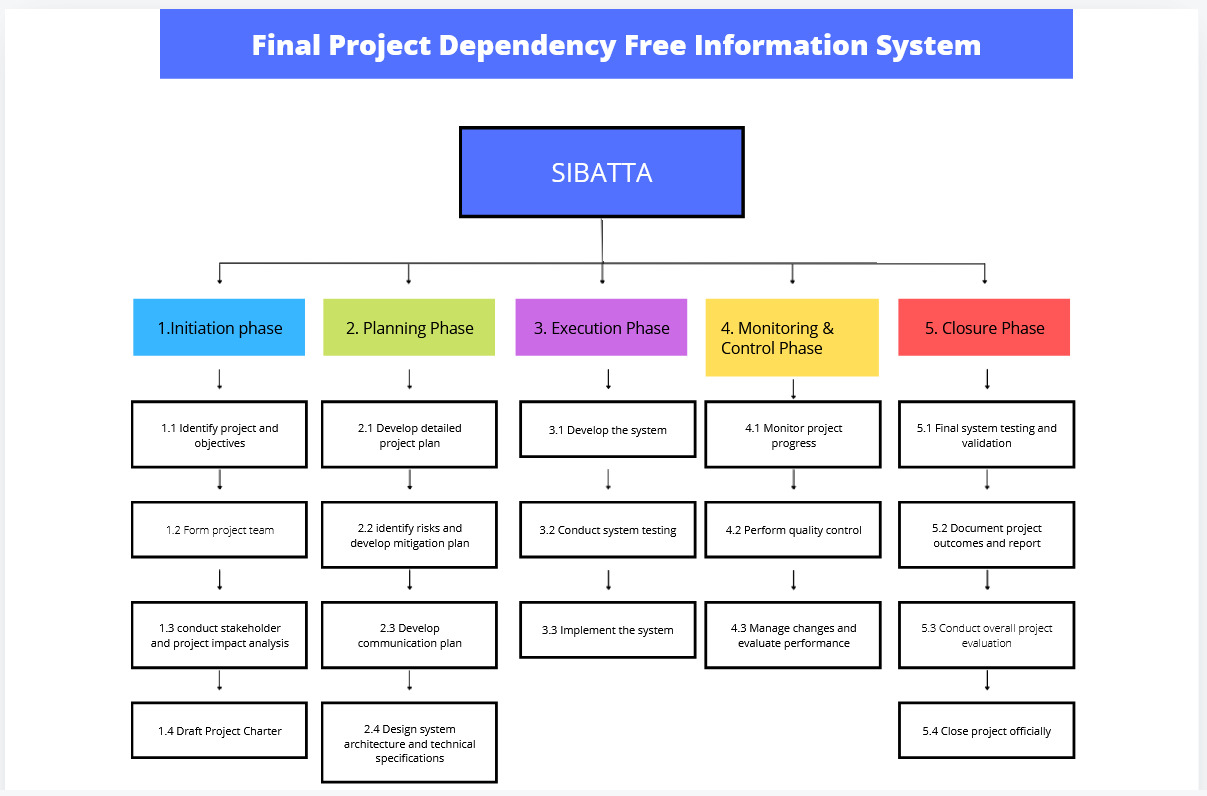 Final Project Dependency Free Information System
SIBATTA
1.Initiation phase
2. Planning Phase
3. Execution Phase
4. Monitoring &
Control Phase
5. Closure Phase
1.1 Identify project and
objectives
1.2 Form project team
1.3 conduct stakeholder
and project impact analysis
1.4 Draft Project Charter
2.1 Develop detailed
project plan
2.2 identify risks and
develop mitigation plan
2.3 Develop
communication plan
2.4 Design system
architecture and technical
specifications
3.1 Develop the system
3.2 Conduct system testing
3.3 Implement the system
4.1 Monitor project
progress
4.2 Perform quality control
4.3 Manage changes and
evaluate performance
5.1 Final system testing and
validation
5.2 Document project
outcomes and report
5.3 Conduct overall project
evaluation
5.4 Close project officially